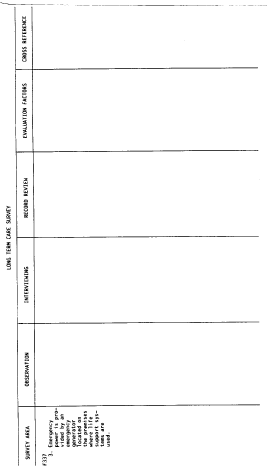 LONG TERM CARE SURVEY
SURVEY AREA OBSERVATION INTERVIEWING RECORD REVIEW EVALUATION FACTORS CROSS REFERENCE
F337
3. Emergency
power is pro-
vided by an
emergency
generator
located on
the premises
where life
support sys-
tems are
used.